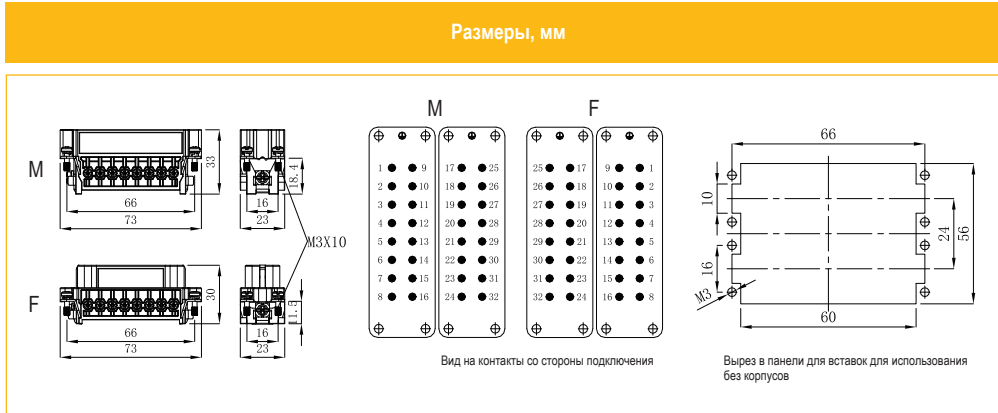 Размеры, мм
M
33
66
73
18.4
16
23
M3X10
F
30
66
73
11.5
16
23
M F
1 9 17 25 25 17 9 1
2 10 18 26 26 18 10 2
3 11 19 27 27 19 11 3
4 12 20 28 28 20 12 4
5 13 21 29 29 21 13 5
6 14 22 30 30 22 14 6
7 15 23 31 31 23 15 7
8 16 24 32 32 24 16 8
Вид на контакты со стороны подключения
66
10
24
56
16
M3
60
Вырез в панели для вставок для использования
без корпусов